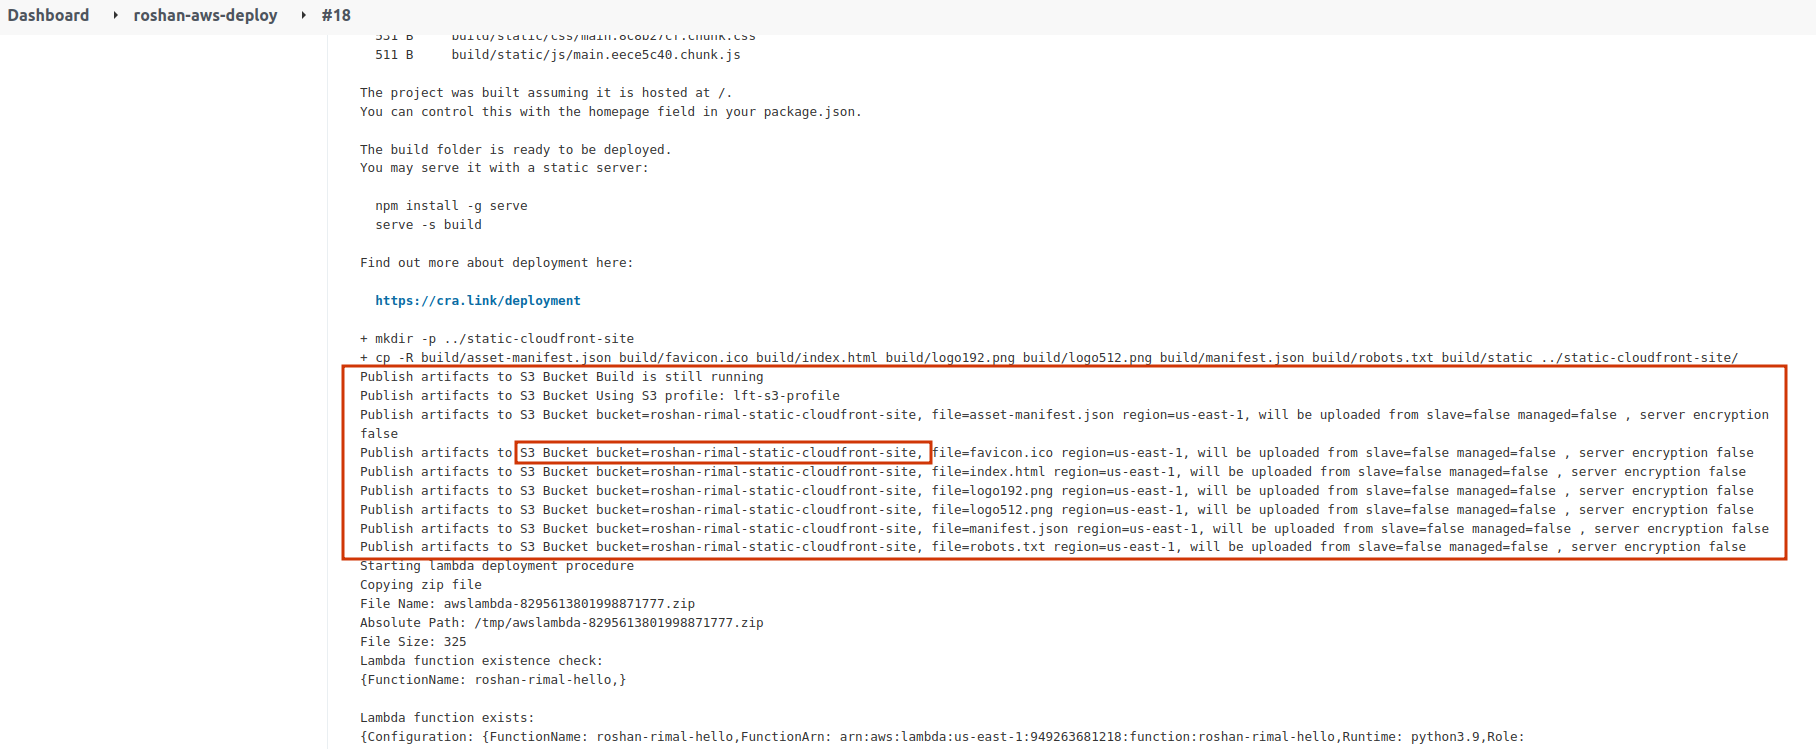 Dashboard ▸ roshan-aws-deploy ▸ #18
531 B     build/static/css/main.8c8b27cf.chunk.css
511 B     build/static/js/main.eece5c40.chunk.js
The project was built assuming it is hosted at /.
You can control this with the homepage field in your package.json.
The build folder is ready to be deployed.
You may serve it with a static server:
npm install -g serve
serve -s build
Find out more about deployment here:
https://cra.link/deployment
+ mkdir -p ../static-cloudfront-site
+ cp -R build/asset-manifest.json build/favicon.ico build/index.html build/logo192.png build/logo512.png build/manifest.json build/robots.txt build/static ../static-cloudfront-site/
Publish artifacts to S3 Bucket Build is still running
Publish artifacts to S3 Bucket Using S3 profile: lft-s3-profile
Publish artifacts to S3 Bucket bucket=roshan-rimal-static-cloudfront-site, file=asset-manifest.json region=us-east-1, will be uploaded from slave=false managed=false , server encryption
false
Publish artifacts to S3 Bucket bucket=roshan-rimal-static-cloudfront-site, file=favicon.ico region=us-east-1, will be uploaded from slave=false managed=false , server encryption false
Publish artifacts to S3 Bucket bucket=roshan-rimal-static-cloudfront-site, file=index.html region=us-east-1, will be uploaded from slave=false managed=false , server encryption false
Publish artifacts to S3 Bucket bucket=roshan-rimal-static-cloudfront-site, file=logo192.png region=us-east-1, will be uploaded from slave=false managed=false , server encryption false
Publish artifacts to S3 Bucket bucket=roshan-rimal-static-cloudfront-site, file=logo512.png region=us-east-1, will be uploaded from slave=false managed=false , server encryption false
Publish artifacts to S3 Bucket bucket=roshan-rimal-static-cloudfront-site, file=manifest.json region=us-east-1, will be uploaded from slave=false managed=false , server encryption false
Publish artifacts to S3 Bucket bucket=roshan-rimal-static-cloudfront-site, file=robots.txt region=us-east-1, will be uploaded from slave=false managed=false , server encryption false
Starting lambda deployment procedure
Copying zip file
File Name: awslambda-8295613801998871777.zip
Absolute Path: /tmp/awslambda-8295613801998871777.zip
File Size: 325
Lambda function existence check:
{FunctionName: roshan-rimal-hello,}
Lambda function exists:
{Configuration: {FunctionName: roshan-rimal-hello,FunctionArn: arn:aws:lambda:us-east-1:949263681218:function:roshan-rimal-hello,Runtime: python3.9,Role: